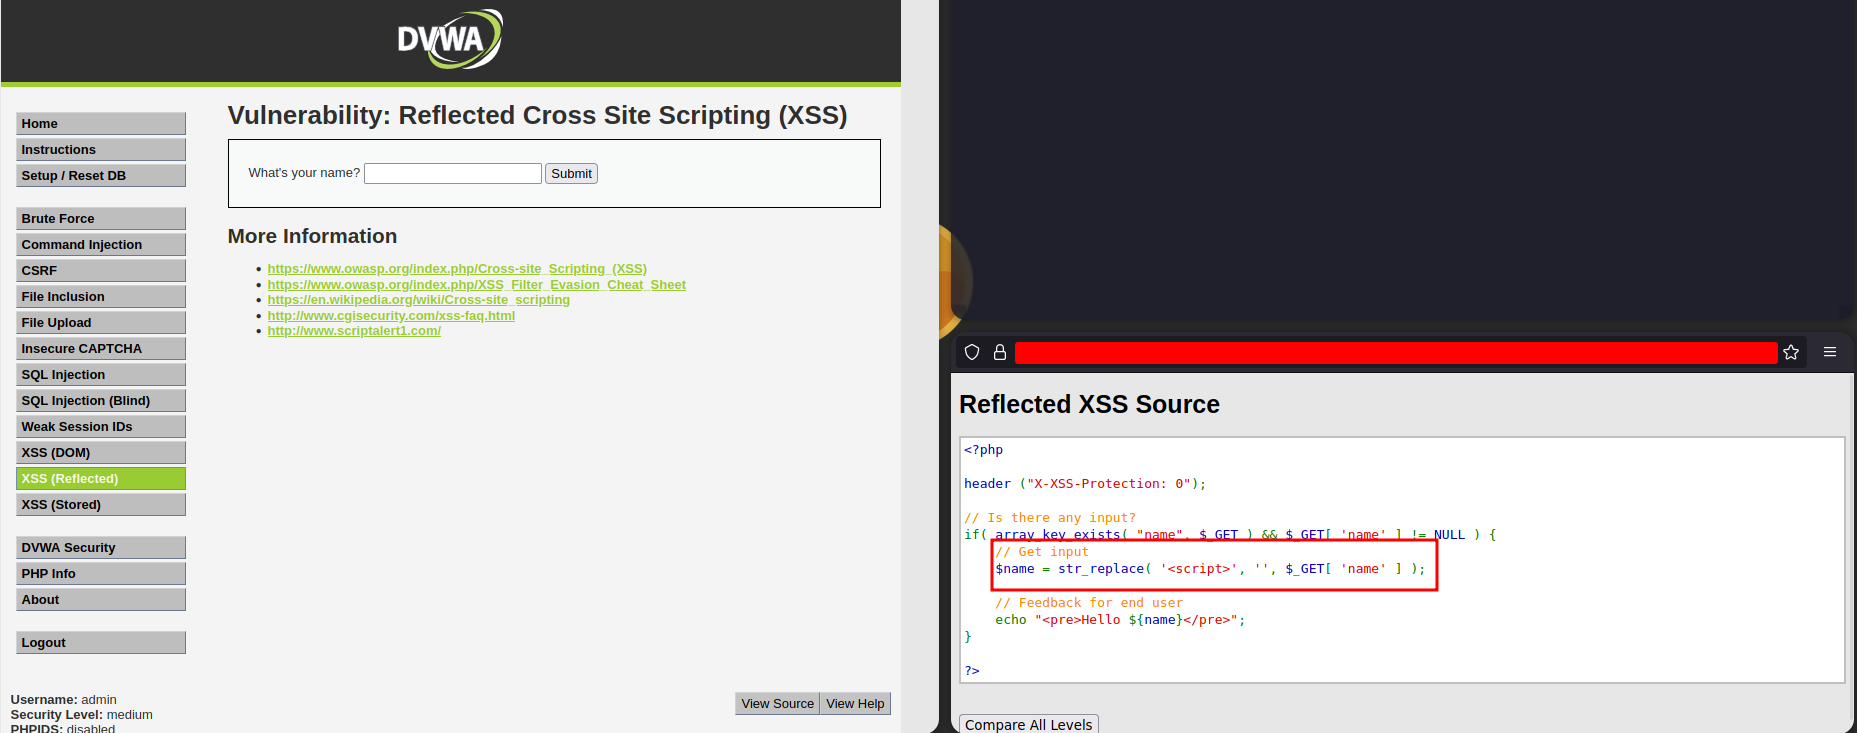 DVWA
Home
Instructions
Setup / Reset DB
Brute Force
Command Injection
CSRF
File Inclusion
File Upload
Insecure CAPTCHA
SQL Injection
SQL Injection (Blind)
Weak Session IDs
XSS (DOM)
XSS (Reflected)
XSS (Stored)
DVWA Security
PHP Info
About
Logout
Username: admin
Security Level: medium
PHPIDS: disabled
Vulnerability: Reflected Cross Site Scripting (XSS)
What's your name? Submit
More Information
https://www.owasp.org/index.php/Cross-site_Scripting_(XSS)
https://www.owasp.org/index.php/XSS_Filter_Evasion_Cheat_Sheet
https://en.wikipedia.org/wiki/Cross-site_scripting
http://www.cgisecurity.com/xss-faq.html
http://www.scriptalert1.com/
View Source View Help
Reflected XSS Source
<?php
header ("X-XSS-Protection: 0");
// Is there any input?
if( array_key_exists( "name", $_GET ) && $_GET[ 'name' ] != NULL ) {
// Get input
$name = str_replace( '<script>', '', $_GET[ 'name' ] );
// Feedback for end user
echo "<pre>Hello ${name}</pre>";
}
?>
Compare All Levels